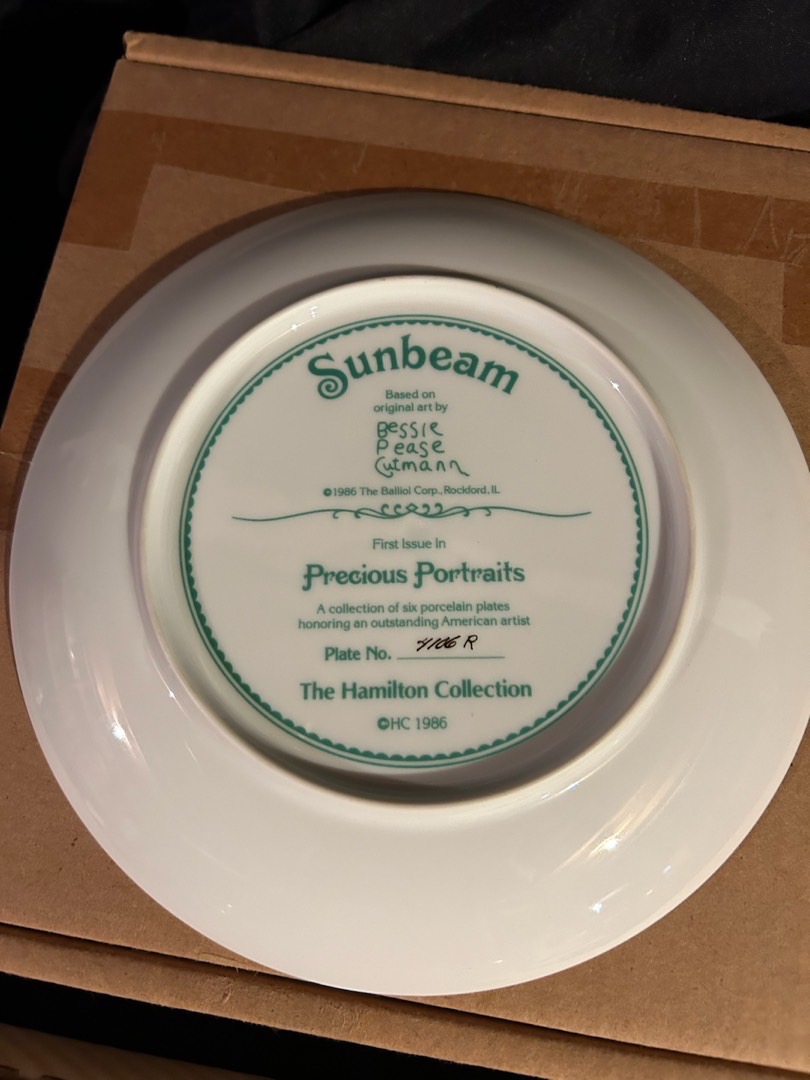 Sunbeam
Based on
original art by
Bessie
Pease
Gutmann
©1986 The Balliol Corp., Rockford, IL
First Issue In
Precious Portraits
A collection of six porcelain plates
honoring an outstanding American artist
Plate No. 4106 R
The Hamilton Collection
©HC 1986